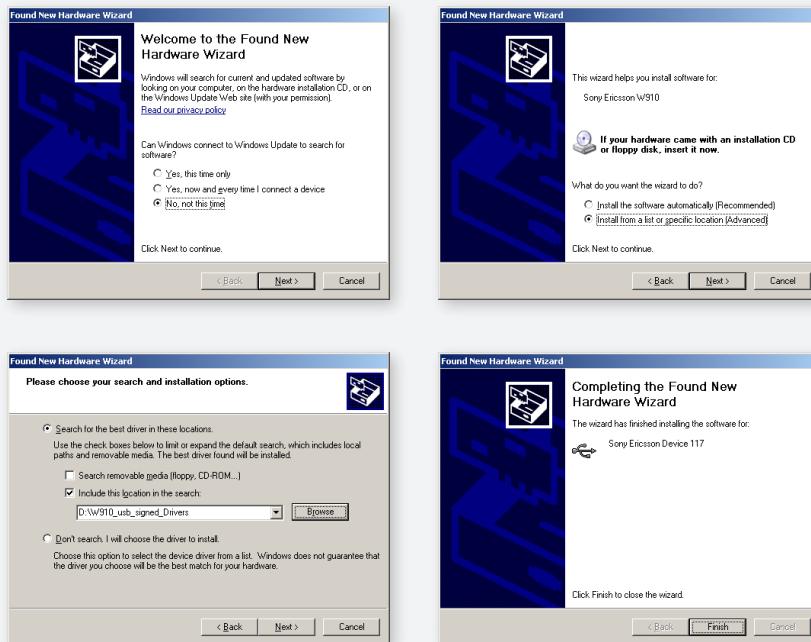 Found New Hardware Wizard
Welcome to the Found New
Hardware Wizard
Windows will search for current and updated software by
looking on your computer, on the hardware installation CD, or on
the Windows Update Web site (with your permission).
Read our privacy policy
Can Windows connect to Windows Update to search for
software?
Yes, this time only
Yes, now and every time I connect a device
No, not this time
Click Next to continue.
< Back
Next >
Cancel
Found New Hardware Wizard
This wizard helps you install software for:
Sony Ericsson W910
If your hardware came with an installation CD
or floppy disk, insert it now.
What do you want the wizard to do?
Install the software automatically (Recommended)
Install from a list or specific location (Advanced)
Click Next to continue.
< Back
Next >
Cancel
Found New Hardware Wizard
Please choose your search and installation options.
Search for the best driver in these locations.
Use the check boxes below to limit or expand the default search, which includes local
paths and removable media. The best driver found will be installed.
Search removable media (floppy, CD-ROM...)
Include this location in the search:
D:\W910_usb_signed_Drivers
Browse
Don't search. I will choose the driver to install.
Choose this option to select the device driver from a list. Windows does not guarantee that
the driver you choose will be the best match for your hardware.
< Back
Next >
Cancel
Found New Hardware Wizard
Completing the Found New
Hardware Wizard
The wizard has finished installing the software for:
Sony Ericsson Device 117
Click Finish to close the wizard.
< Back
Finish
Cancel